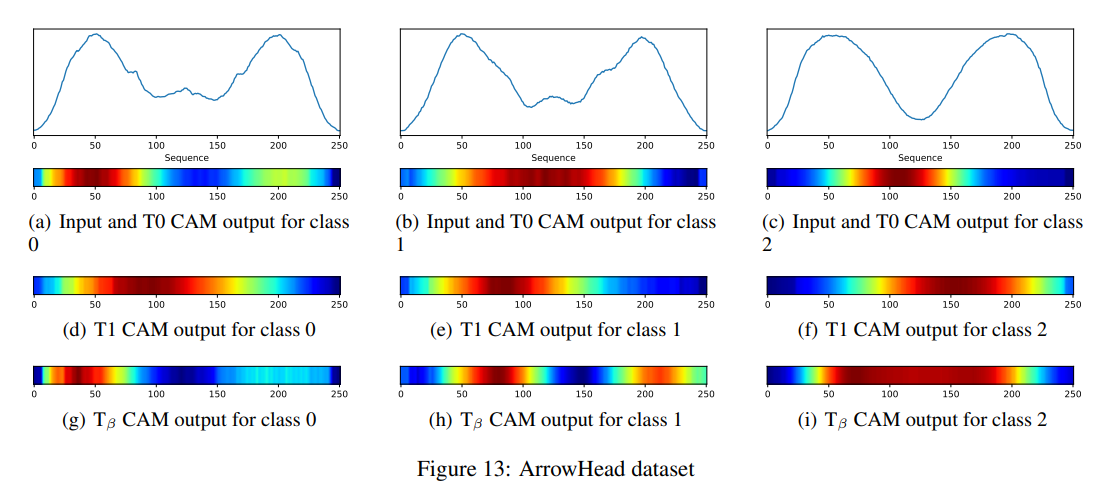 0 50 100 150 200 250
0 50 100 150 200 250
0 50 100 150 200 250
Sequence
Sequence
Sequence
0 50 100 150 200 250
0 50 100 150 200 250
0 50 100 150 200 250
(a) Input and T0 CAM output for class
0
(b) Input and T0 CAM output for class
1
(c) Input and T0 CAM output for class
2
0 50 100 150 200 250
0 50 100 150 200 250
0 50 100 150 200 250
(d) T1 CAM output for class 0
(e) T1 CAM output for class 1
(f) T1 CAM output for class 2
0 50 100 150 200 250
0 50 100 150 200 250
0 50 100 150 200 250
(g) Tβ CAM output for class 0
(h) Tβ CAM output for class 1
(i) Tβ CAM output for class 2
Figure 13: ArrowHead dataset